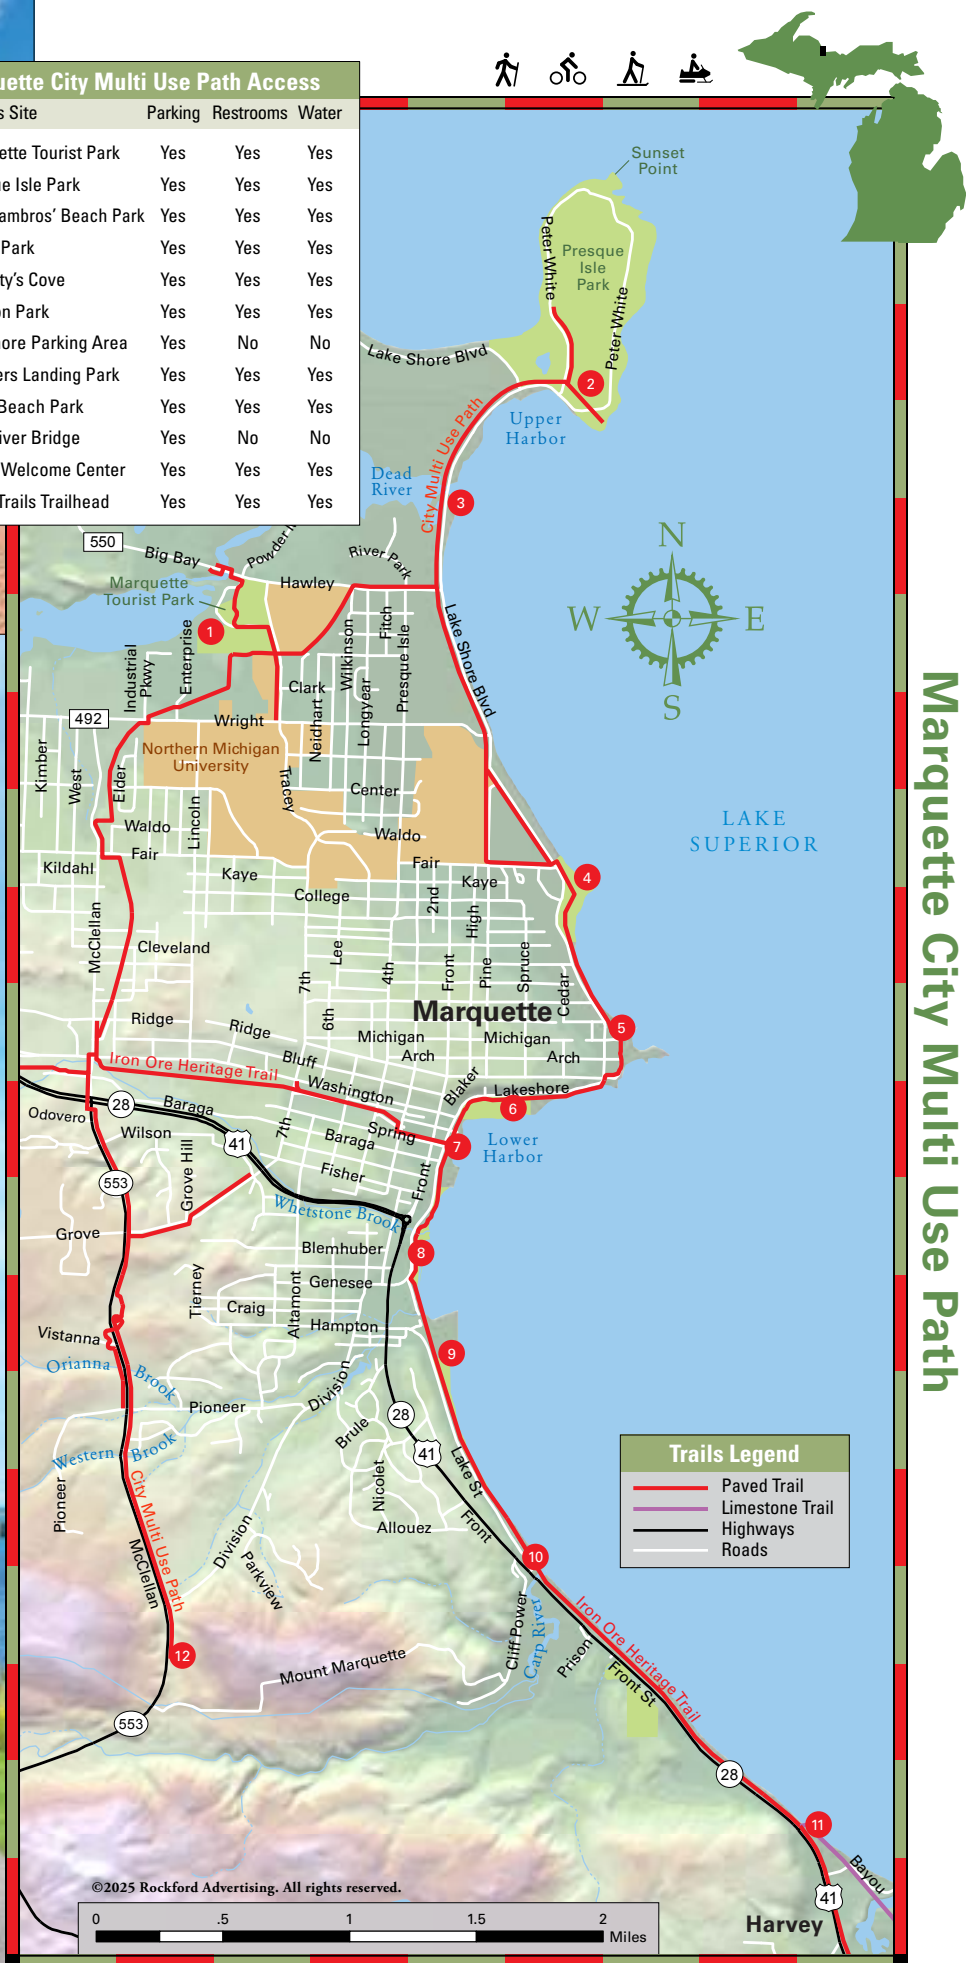 uette City Multi Use Path Access
s Site Parking Restrooms Water
ette Tourist Park Yes Yes Yes
ue Isle Park Yes Yes Yes
ambros' Beach Park Yes Yes Yes
Park Yes Yes Yes
ty's Cove Yes Yes Yes
on Park Yes Yes Yes
ore Parking Area Yes No No
ers Landing Park Yes Yes Yes
Beach Park Yes Yes Yes
iver Bridge Yes No No
Welcome Center Yes Yes Yes
Trails Trailhead Yes Yes Yes
Sunset
Point
Peter White
Presque
Isle
Park
Peter White
Lake Shore Blvd
2
Upper
Harbor
City Multi Use Path
Dead
River
3
550
Big Bay
Powder
River Park
Marquette
Tourist Park
Hawley
1
Enterprise
Industrial
Pkwy
Wilkinson
Fitch
Presque Isle
Lake Shore Blvd
Clark
Neidhart
Longyear
N
W E
S
492
Wright
Northern Michigan
University
Kimber
West
Elder
Lincoln
Tracey
Center
Waldo
Waldo
LAKE
SUPERIOR
Fair
Fair
Kildahl
Kaye
Kaye
4
College
2nd
High
McClellan
Cleveland
Lee
7th
4th
Front
Pine
Spruce
Cedar
Marquette
Ridge
Ridge
6th
Michigan
Michigan
5
Arch
Arch
Bluff
Iron Ore Heritage Trail
Washington
Blaker
Lakeshore
6
28
Baraga
Odovero
Wilson
41
7th
Baraga
Spring
7
Lower
Harbor
Fisher
553
Grove Hill
Front
Whetstone Brook
Grove
Blemhuber
8
Tierney
Altamont
Genesee
Craig
Hampton
Vistanna
9
Orianna Brook
Division
Pioneer
28
Brule
41
Western Brook
Lake St
Pioneer
Nicolet
City Multi Use Path
Allouez
Front
Division
McClellan
Parkview
10
Trails Legend
Paved Trail
Limestone Trail
Highways
Roads
Cliff Power
Carp River
Iron Ore Heritage Trail
Prison
Front St
12
Mount Marquette
553
28
11
Bayou
41
Harvey
©2025 Rockford Advertising. All rights reserved.
0 .5 1 1.5 2
Miles
Marquette City Multi Use Path